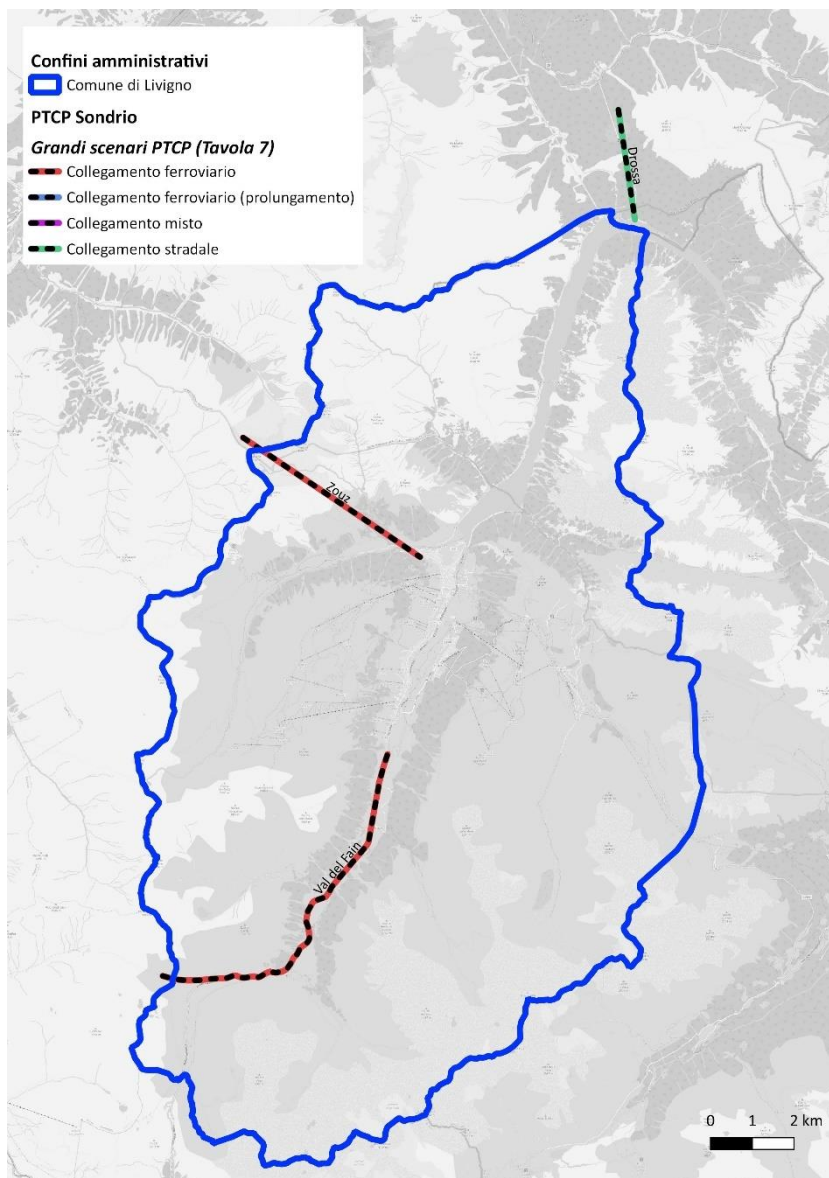 Confini amministrativi
Comune di Livigno
PTCP Sondrio
Grandi scenari PTCP (Tavola 7)
Collegamento ferroviario
Collegamento ferroviario (prolungamento)
Collegamento misto
Collegamento stradale
Drossa
Zouz
Val del Fain
0 1 2 km